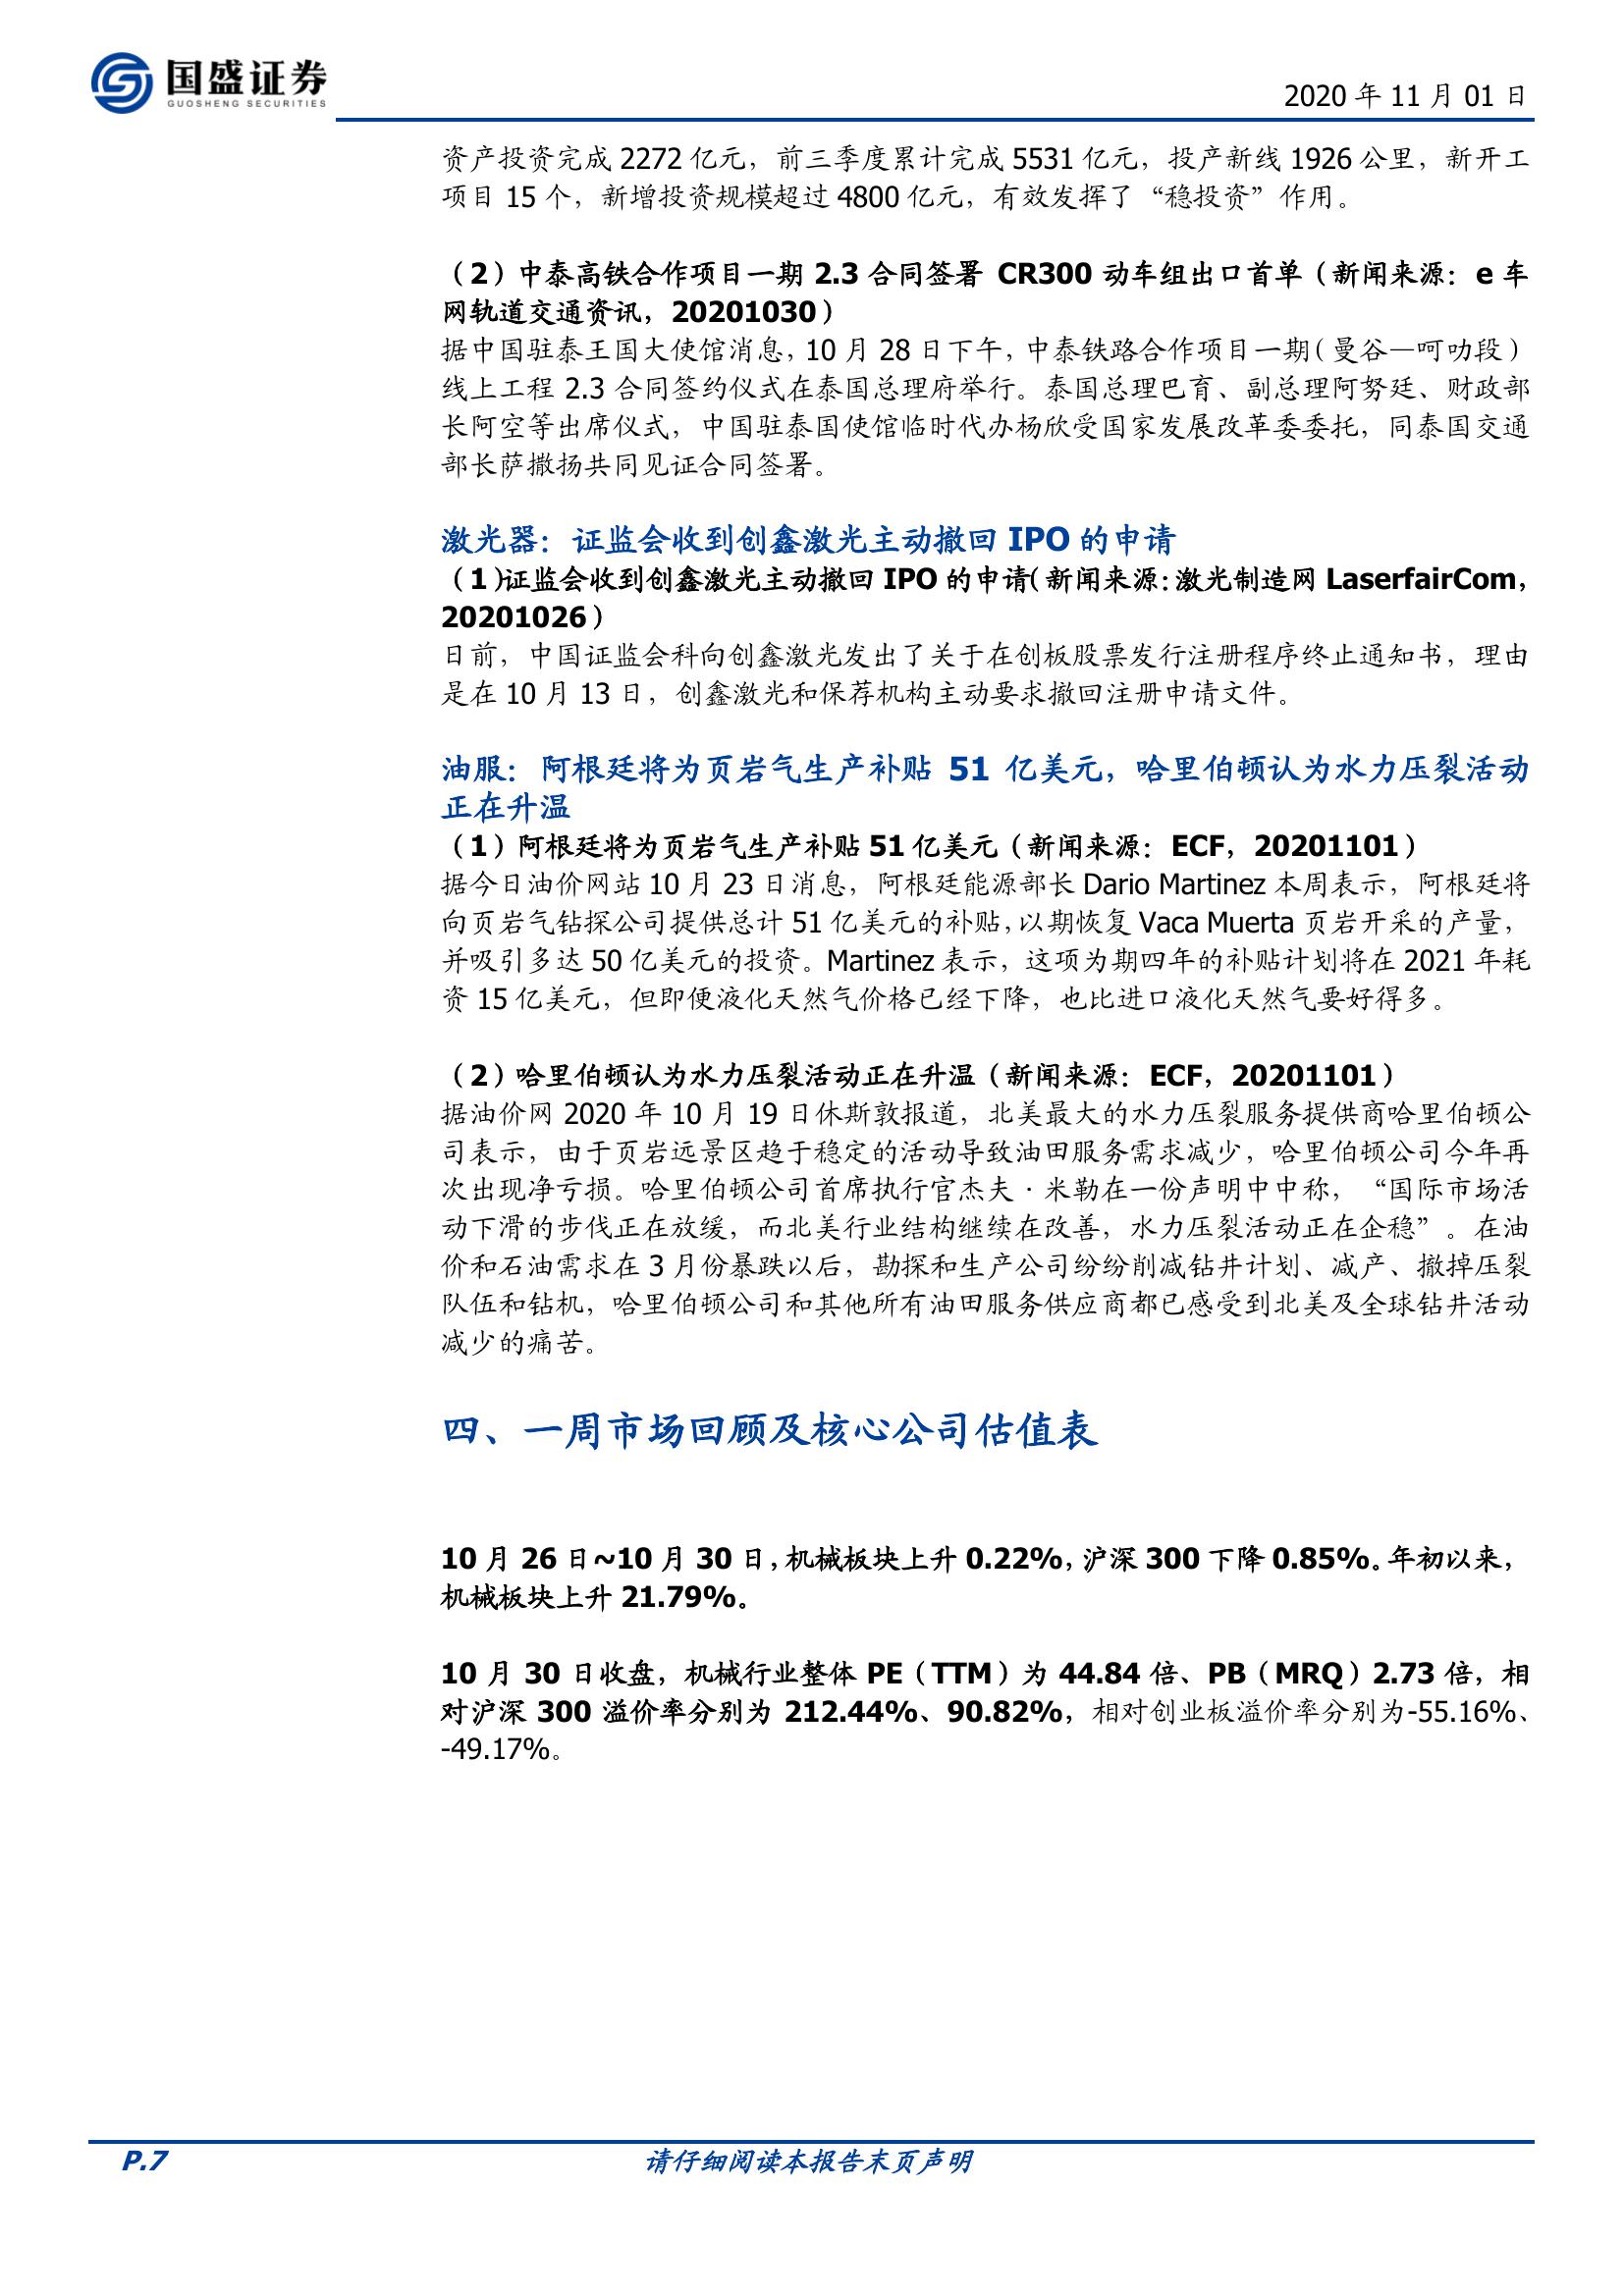 国盛证券
GUOSHENG SECURITIES
2020 年 11 月 01 日
资产投资完成 2272 亿元，前三季度累计完成 5531 亿元，投产新线 1926 公里，新开工
项目 15 个，新增投资规模超过 4800 亿元，有效发挥了“稳投资”作用。
（2）中泰高铁合作项目一期 2.3 合同签署 CR300 动车组出口首单（新闻来源：e 车
网轨道交通资讯，20201030）
据中国驻泰王国大使馆消息，10 月 28 日下午，中泰铁路合作项目一期（曼谷—呵叻段）
线上工程 2.3 合同签约仪式在泰国总理府举行。泰国总理巴育、副总理阿努廷、财政部
长阿空等出席仪式，中国驻泰国使馆临时代办杨欣受国家发展改革委委托，同泰国交通
部长萨撒扬共同见证合同签署。
激光器：证监会收到创鑫激光主动撤回 IPO 的申请
（1）证监会收到创鑫激光主动撤回 IPO 的申请（新闻来源：激光制造网 LaserfairCom，
20201026）
日前，中国证监会科向创鑫激光发出了关于在创板股票发行注册程序终止通知书，理由
是在 10 月 13 日，创鑫激光和保荐机构主动要求撤回注册申请文件。
油服：阿根廷将为页岩气生产补贴 51 亿美元，哈里伯顿认为水力压裂活动
正在升温
（1）阿根廷将为页岩气生产补贴 51 亿美元（新闻来源：ECF，20201101）
据今日油价网站 10 月 23 日消息，阿根廷能源部长 Dario Martinez 本周表示，阿根廷将
向页岩气钻探公司提供总计 51 亿美元的补贴，以期恢复 Vaca Muerta 页岩开采的产量，
并吸引多达 50 亿美元的投资。Martinez 表示，这项为期四年的补贴计划将在 2021 年耗
资 15 亿美元，但即便液化天然气价格已经下降，也比进口液化天然气要好得多。
（2）哈里伯顿认为水力压裂活动正在升温（新闻来源：ECF，20201101）
据油价网 2020 年 10 月 19 日休斯敦报道，北美最大的水力压裂服务提供商哈里伯顿公
司表示，由于页岩远景区趋于稳定的活动导致油田服务需求减少，哈里伯顿公司今年再
次出现净亏损。哈里伯顿公司首席执行官杰夫·米勒在一份声明中中称，“国际市场活
动下滑的步伐正在放缓，而北美行业结构继续在改善，水力压裂活动正在企稳”。在油
价和石油需求在 3 月份暴跌以后，勘探和生产公司纷纷削减钻井计划、减产、撤掉压裂
队伍和钻机，哈里伯顿公司和其他所有油田服务供应商都已感受到北美及全球钻井活动
减少的痛苦。
四、一周市场回顾及核心公司估值表
10 月 26 日~10 月 30 日，机械板块上升 0.22%，沪深 300 下降 0.85%。年初以来，
机械板块上升 21.79%。
10 月 30 日收盘，机械行业整体 PE（TTM）为 44.84 倍、PB（MRQ）2.73 倍，相
对沪深 300 溢价率分别为 212.44%、90.82%，相对创业板溢价率分别为-55.16%、
-49.17%。
P.7
请仔细阅读本报告末页声明